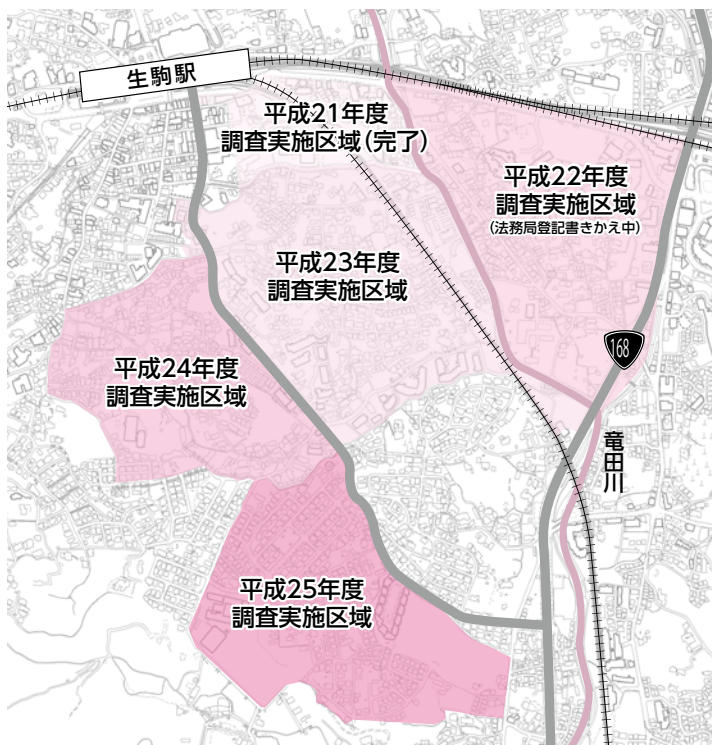 生駒駅
平成21年度
調査実施区域(完了)
平成22年度
調査実施区域
(法務局登記書きかえ中)
平成23年度
調査実施区域
168
平成24年度
調査実施区域
竜田川
平成25年度
調査実施区域